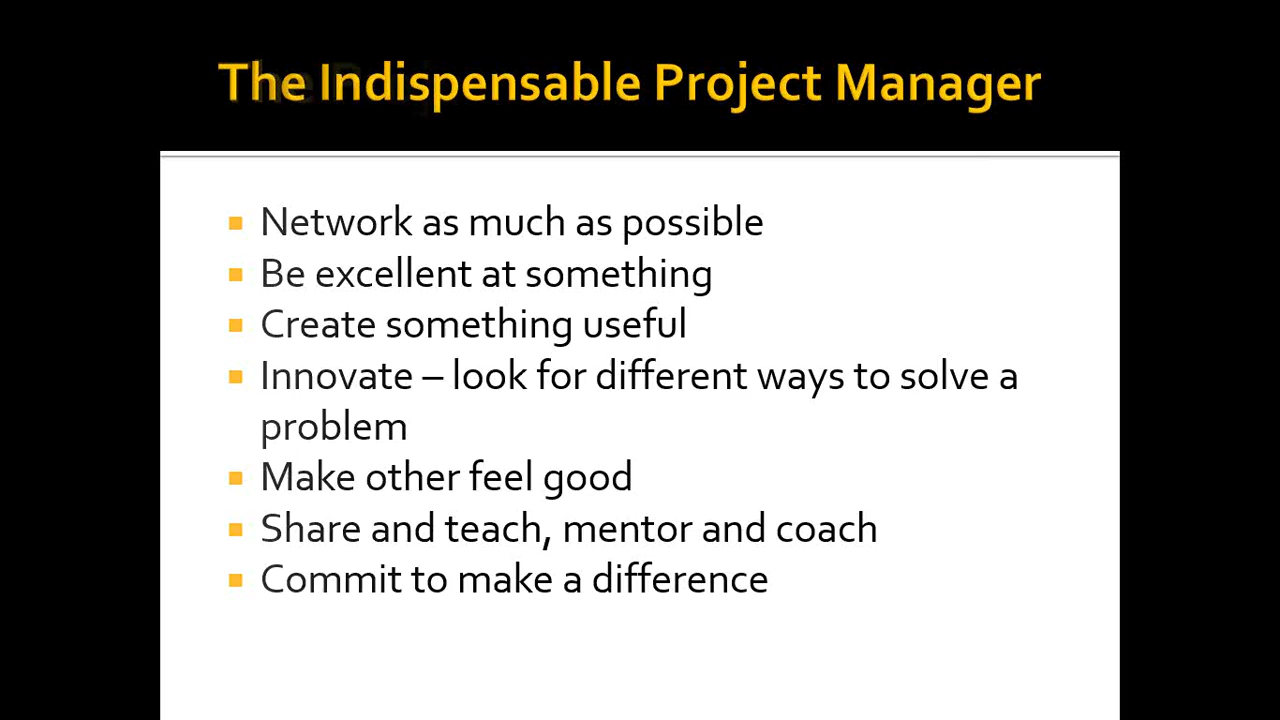 The Indispensable Project Manager
Network as much as possible
Be excellent at something
Create something useful
Innovate – look for different ways to solve a
problem
Make other feel good
Share and teach, mentor and coach
Commit to make a difference